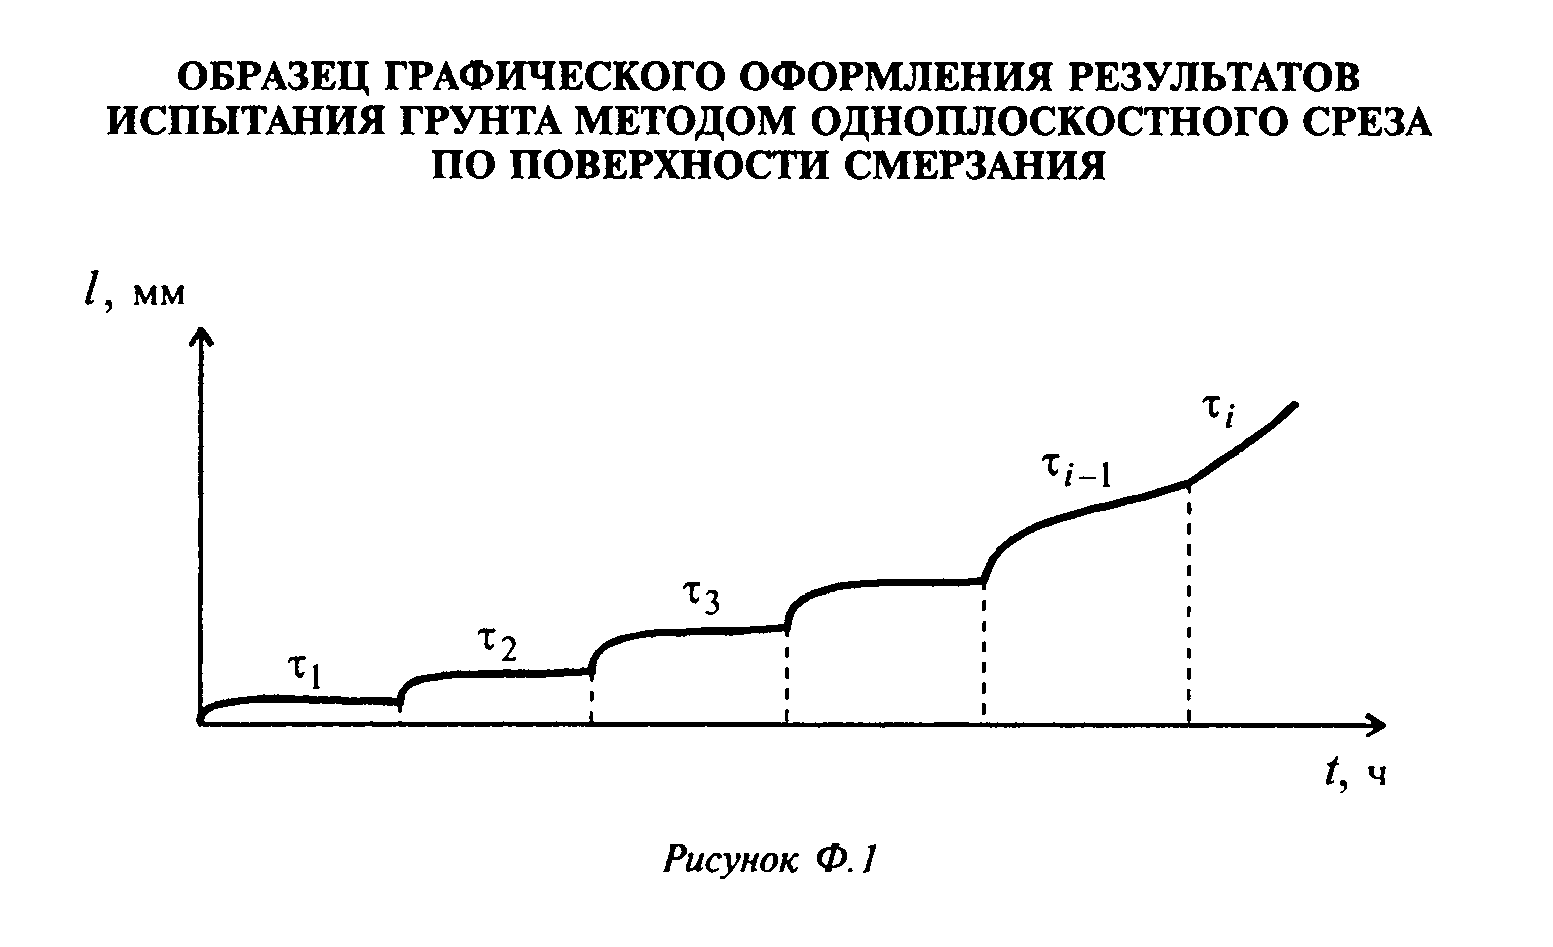 ОБРАЗЕЦ ГРАФИЧЕСКОГО ОФОРМЛЕНИЯ РЕЗУЛЬТАТОВ
ИСПЫТАНИЯ ГРУНТА МЕТОДОМ ОДНОПЛОСКОСТНОГО СРЕЗА
ПО ПОВЕРХНОСТИ СМЕРЗАНИЯ
l, мм
τi
τi–1
τ3
τ2
τ1
t, ч
Рисунок Ф.1